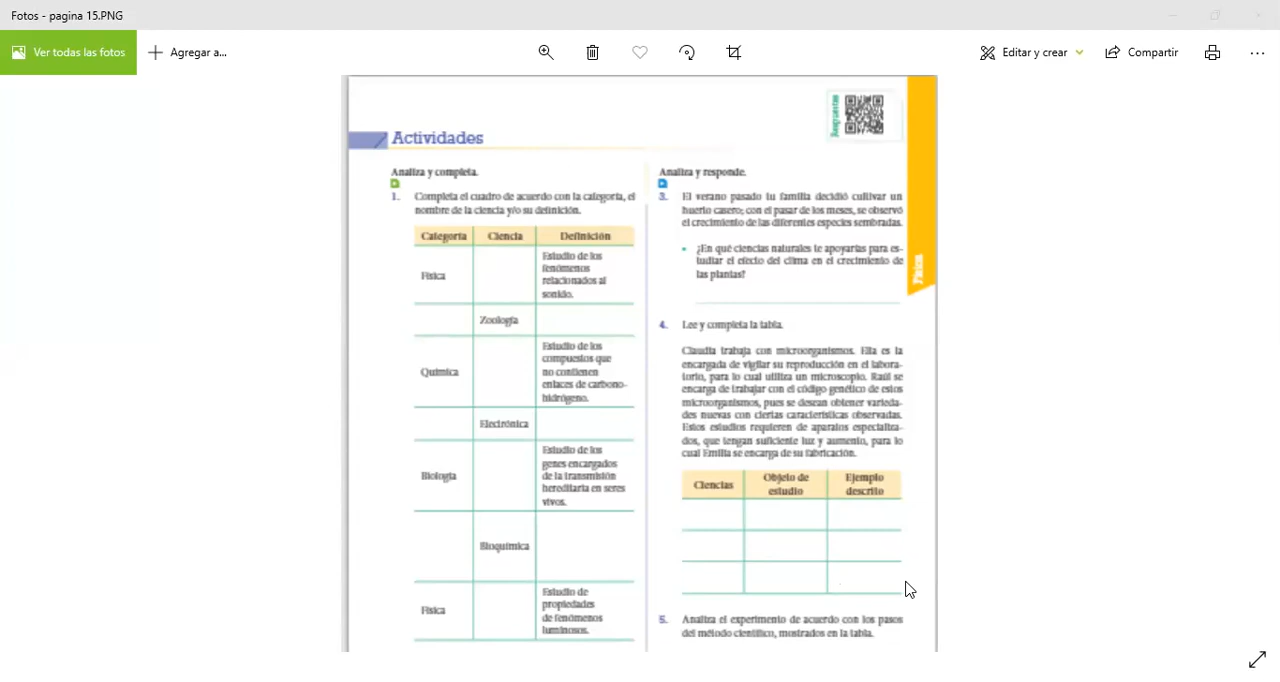 Fotos - pagina 15.PNG
Ver todas las fotos
Agregar a...
Editar y crear
Compartir
Respuestas
Actividades
Analiza y completa.
1. Completa el cuadro de acuerdo con la categoría, el
nombre de la ciencia y/o su definición.
Categoría Ciencia Definición
Física
Estudio de los
fenómenos
relacionados al
sonido.
Zoología
Química
Estudio de los
compuestos que
no contienen
enlaces de carbono-
hidrógeno.
Electrónica
Biología
Estudio de los
genes encargados
de la transmisión
hereditaria en seres
vivos.
Bioquímica
Física
Estudio de
propiedades
de fenómenos
luminosos.
Analiza y responde.
3. El verano pasado tu familia decidió cultivar un
huerto casero; con el pasar de los meses, se observó
el crecimiento de las diferentes especies sembradas.
• ¿En qué ciencias naturales te apoyarías para es-
tudiar el efecto del clima en el crecimiento de
las plantas?
4. Lee y completa la tabla.
Claudia trabaja con microorganismos. Ella es la
encargada de vigilar su reproducción en el labora-
torio, para lo cual utiliza un microscopio. Raúl se
encarga de trabajar con el código genético de estos
microorganismos, pues se desean obtener varieda-
des nuevas con ciertas características observadas.
Estos estudios requieren de aparatos especializa-
dos, que tengan suficiente luz y aumento, para lo
cual Emilia se encarga de su fabricación.
Ciencias
Objeto de
estudio
Ejemplo
descrito
5. Analiza el experimento de acuerdo con los pasos
del método científico, mostrados en la tabla.
Física